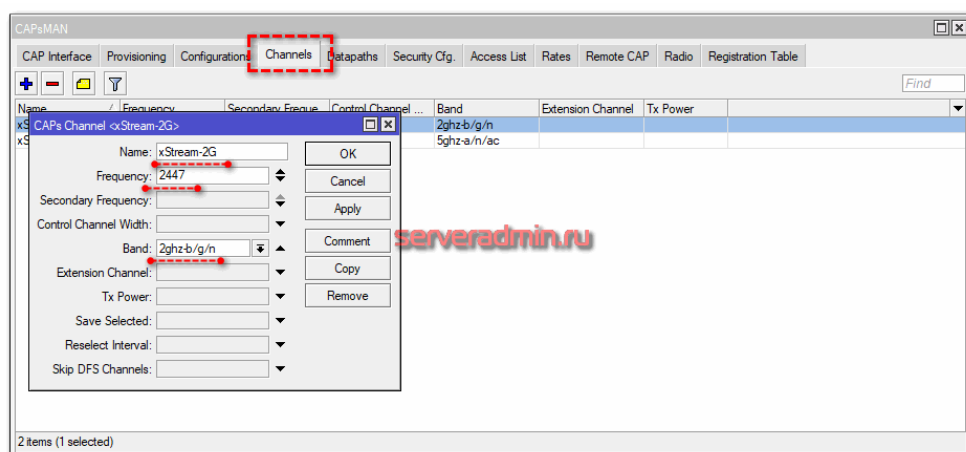 CAPsMAN
CAP Interface Provisioning Configurations Channels Datapaths Security Cfg. Access List Rates Remote CAP Radio Registration Table
Find
Name / Frequency Secondary Freque... Control Channel ... Band Extension Channel Tx Power
xS 2ghz-b/g/n
xS 5ghz-a/n/ac
CAPs Channel <xStream-2G>
Name: xStream-2G OK
Frequency: 2447 Cancel
Secondary Frequency: Apply
Control Channel Width:
Band: 2ghz-b/g/n Comment
Extension Channel: Copy
Tx Power: Remove
Save Selected:
Reselect Interval:
Skip DFS Channels:
serveradmin.ru
2 items (1 selected)